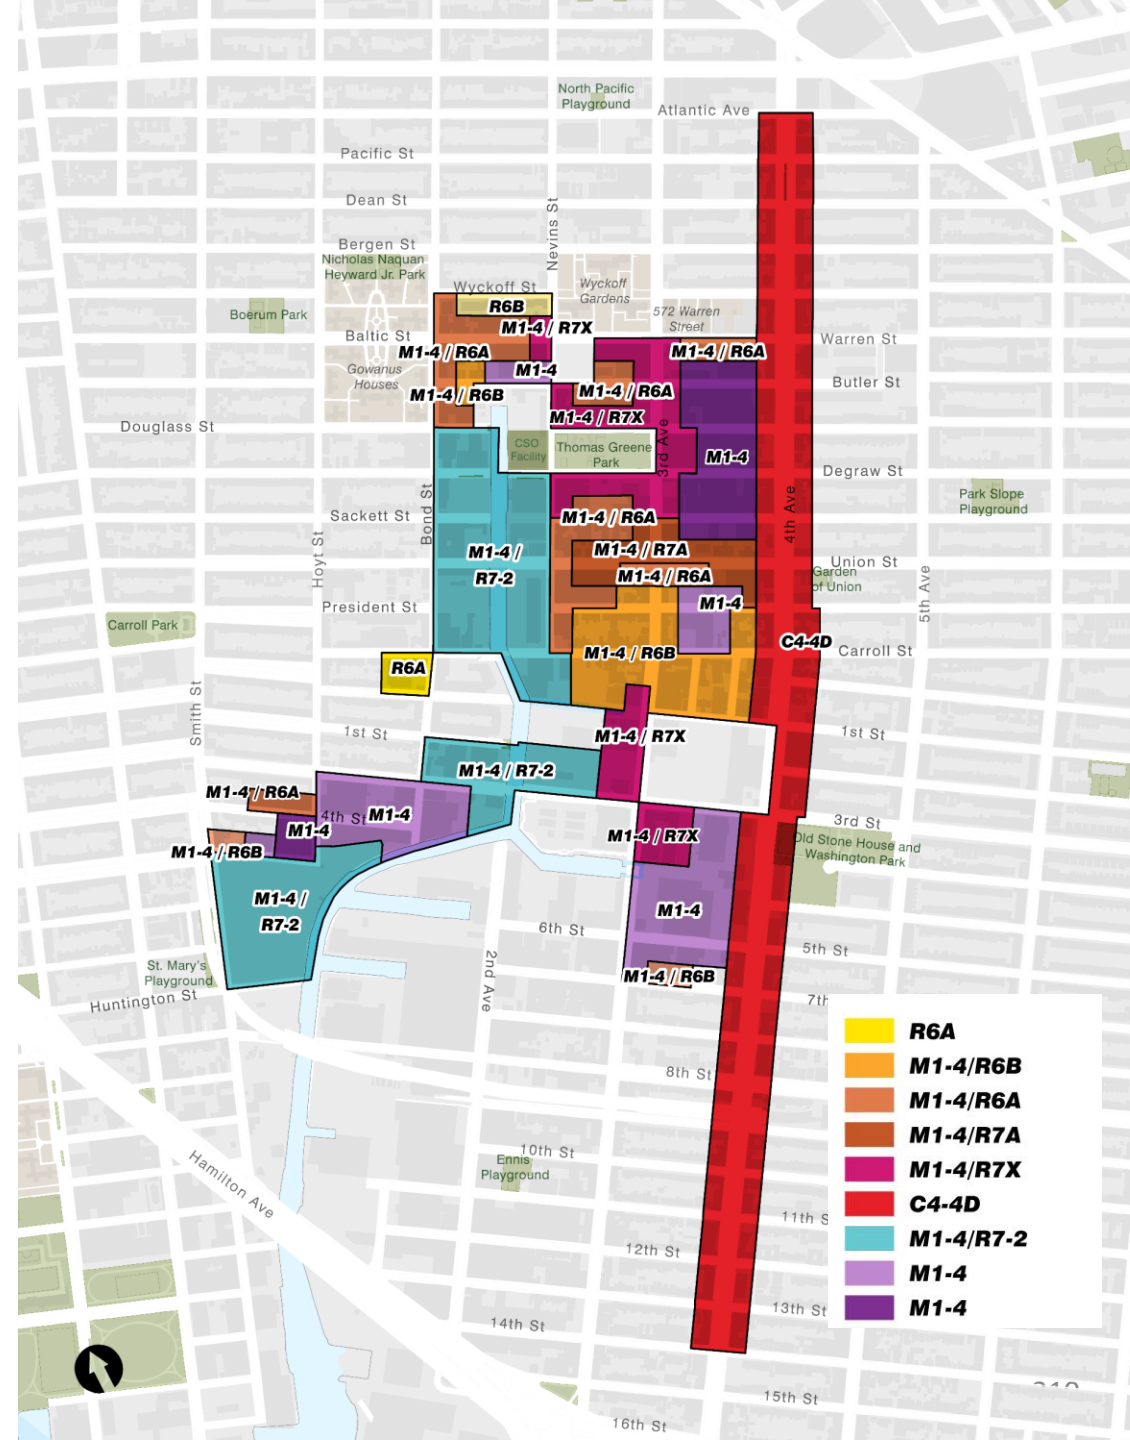 North Pacific
Playground
Atlantic Ave
Pacific St
Dean St
Nevins St
Bergen St
Nicholas Naquan
Heyward Jr. Park
Wyckoff St
Wyckoff
Gardens
R6B
Boerum Park
572 Warren
Street
M1-4 / R7X
Baltic St
Warren St
M1-4 / R6A
M1-4 / R6A
Gowanus
Houses
M1-4
Butler St
M1-4 / R6B
M1-4 / R6A
M1-4 / R7X
Douglass St
3rd Ave
CSO
Facility
Thomas Greene
Park
M1-4
Degraw St
Bond St
4th Ave
Park Slope
Playground
Sackett St
M1-4 / R6A
Hoyt St
M1-4 /
R7-2
M1-4 / R7A
Union St
M1-4 / R6A
Garden
of Union
5th Ave
President St
M1-4
Carroll Park
C4-4D
M1-4 / R6B
Carroll St
R6A
Smith St
1st St
M1-4 / R7X
1st St
M1-4 / R7-2
M1-4 / R6A
4th St
M1-4
M1-4
3rd St
M1-4 / R7X
Old Stone House and
Washington Park
M1-4 / R6B
M1-4 /
R7-2
M1-4
6th St
5th St
St. Mary's
Playground
2nd Ave
M1-4 / R6B
Huntington St
7th
8th St
10th St
Ennis
Playground
Hamilton Ave
11th S
12th St
13th St
14th St
15th St
16th St
R6A
M1-4/R6B
M1-4/R6A
M1-4/R7A
M1-4/R7X
C4-4D
M1-4/R7-2
M1-4
M1-4